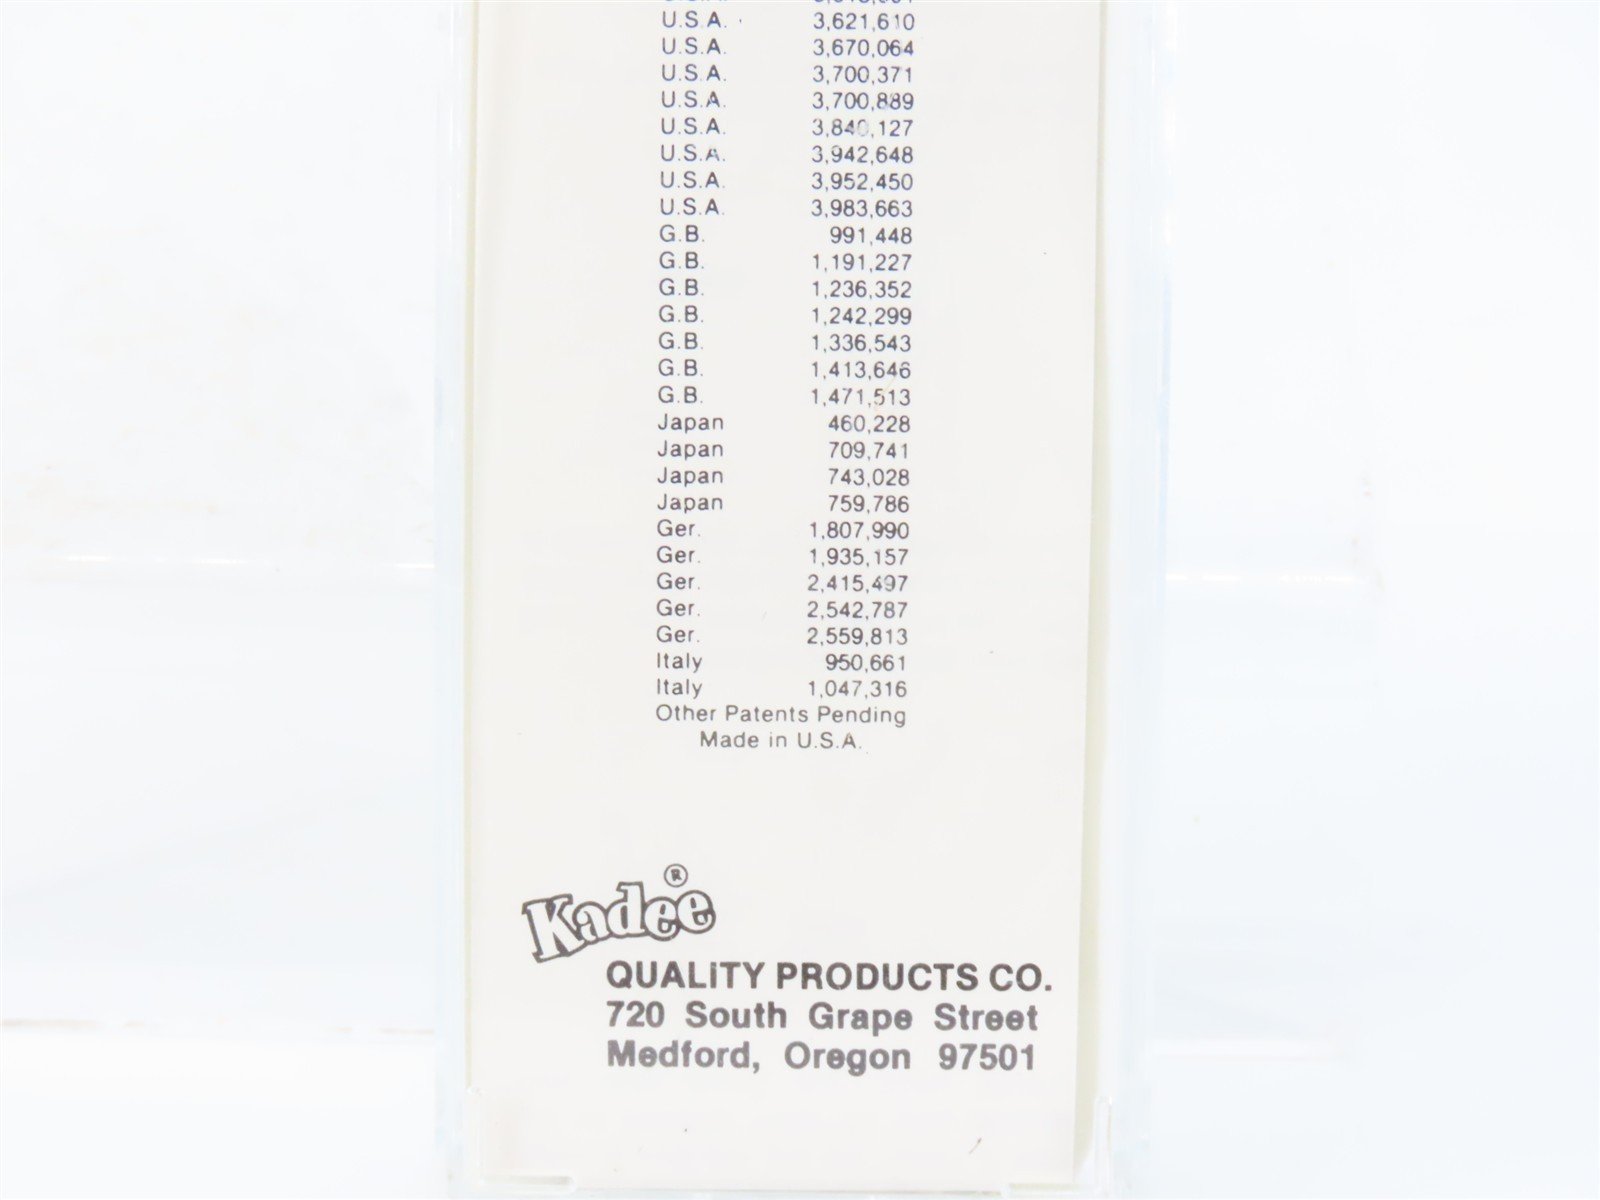 U.S.A. 3,621,610
U.S.A. 3,670,064
U.S.A. 3,700,371
U.S.A. 3,700,889
U.S.A. 3,840,127
U.S.A. 3,942,648
U.S.A. 3,952,450
U.S.A. 3,983,663
G.B. 991,448
G.B. 1,191,227
G.B. 1,236,352
G.B. 1,242,299
G.B. 1,336,543
G.B. 1,413,646
G.B. 1,471,513
Japan 460,228
Japan 709,741
Japan 743,028
Japan 759,786
Ger. 1,807,990
Ger. 1,935,157
Ger. 2,415,497
Ger. 2,542,787
Ger. 2,559,813
Italy 950,661
Italy 1,047,316
Other Patents Pending
Made in U.S.A.
Kadee®
QUALITY PRODUCTS CO.
720 South Grape Street
Medford, Oregon 97501